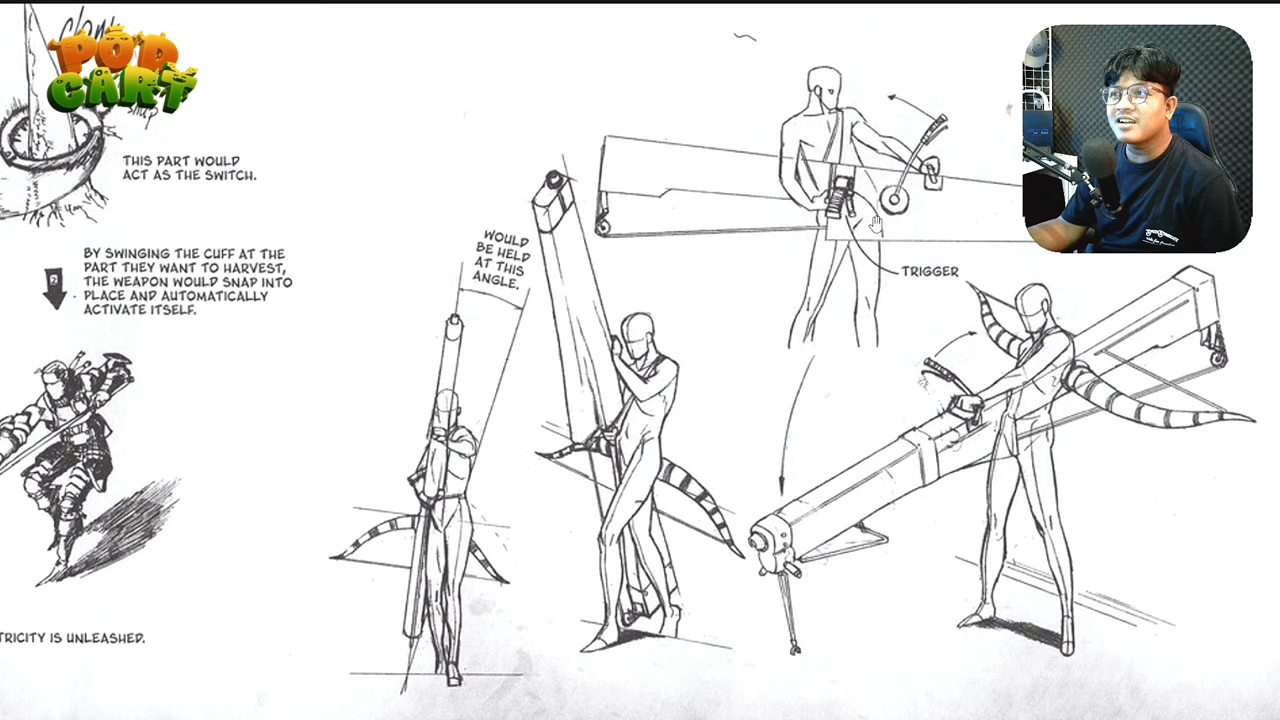 POD
CART
THIS PART WOULD
ACT AS THE SWITCH.
BY SWINGING THE CUFF AT THE
PART THEY WANT TO HARVEST,
THE WEAPON WOULD SNAP INTO
PLACE AND AUTOMATICALLY
ACTIVATE ITSELF.
2
TRICITY IS UNLEASHED.
WOULD
BE HELD
AT THIS
ANGLE.
TRIGGER